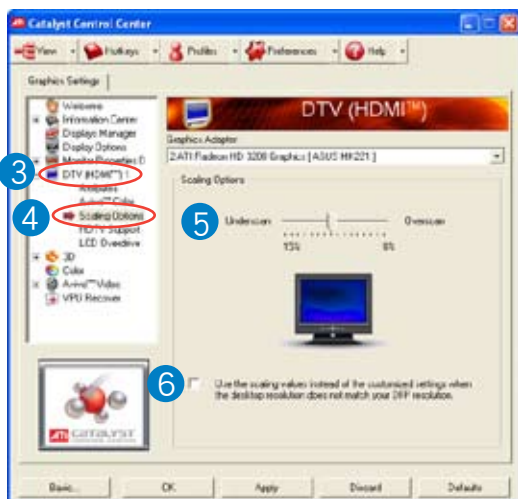 Catalyst Control Center
View Hotkeys Profiles Preferences Help
Graphics Settings
Welcome
Information Center
Displays Manager
Display Options
Monitor Properties 0
3 DTV (HDMI™) 1
Attributes
Avivo™ Color
4 Scaling Options
HDTV Support
LCD Overdrive
3D
Color
Avivo™ Video
VPU Recover
ATI CATALYST
CONTROL CENTER
DTV (HDMI™)
Graphics Adapter
2.ATI Radeon HD 3200 Graphics [ ASUS MK221 ]
Scaling Options
5 Underscan Overscan
6 Use the scaling values instead of the customized settings when
the desktop resolution does not match your DFP resolution.
Basic... OK Apply Discard Defaults